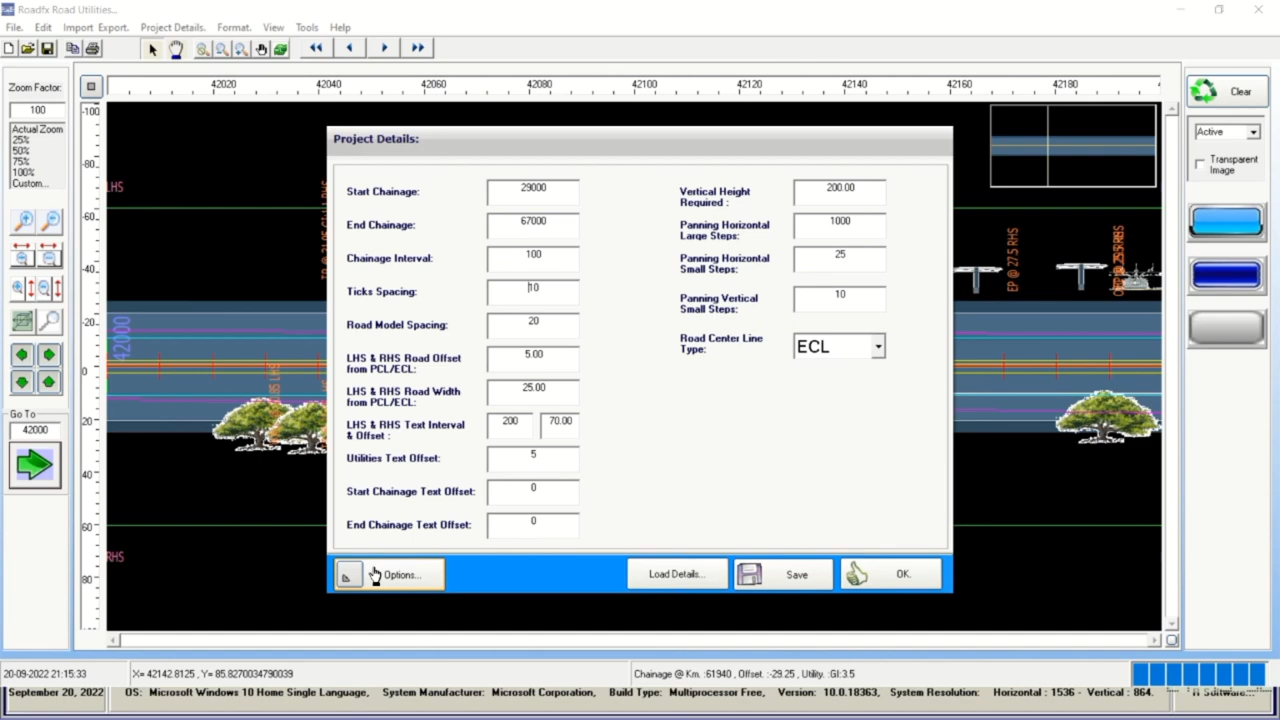 Roadfx Road Utilities...
File. Edit Import Export. Project Details. Format. View Tools Help
Zoom Factor:
100
Actual Zoom
25%
50%
75%
100%
Custom...
Go To
42000
42020 42040 42060 42080 42100 42120 42140 42160 42180
-100
-80
-60
-40
-20
0
20
40
60
80
LHS
RHS
42000
EP @ 27.5 RHS
Project Details:
Start Chainage: 29000
End Chainage: 67000
Chainage Interval: 100
Ticks Spacing: 10
Road Model Spacing: 20
LHS & RHS Road Offset
from PCL/ECL: 5.00
LHS & RHS Road Width
from PCL/ECL: 25.00
LHS & RHS Text Interval
& Offset : 200 70.00
Utilities Text Offset: 5
Start Chainage Text Offset: 0
End Chainage Text Offset: 0
Vertical Height
Required : 200.00
Panning Horizontal
Large Steps: 1000
Panning Horizontal
Small Steps: 25
Panning Vertical
Small Steps: 10
Road Center Line
Type: ECL
Options... Load Details... Save OK.
Clear
Active
Transparent
Image
20-09-2022 21:15:33 X= 42142.8125 , Y= 85.8270034790039 Chainage @ Km. :61940 , Offset. :-29.25 , Utility. :GI:3.5
September 20, 2022 OS: Microsoft Windows 10 Home Single Language, System Manufacturer: Microsoft Corporation, Build Type: Multiprocessor Free, Version: 10.0.18363, System Resolution: Horizontal : 1536 - Vertical : 864.